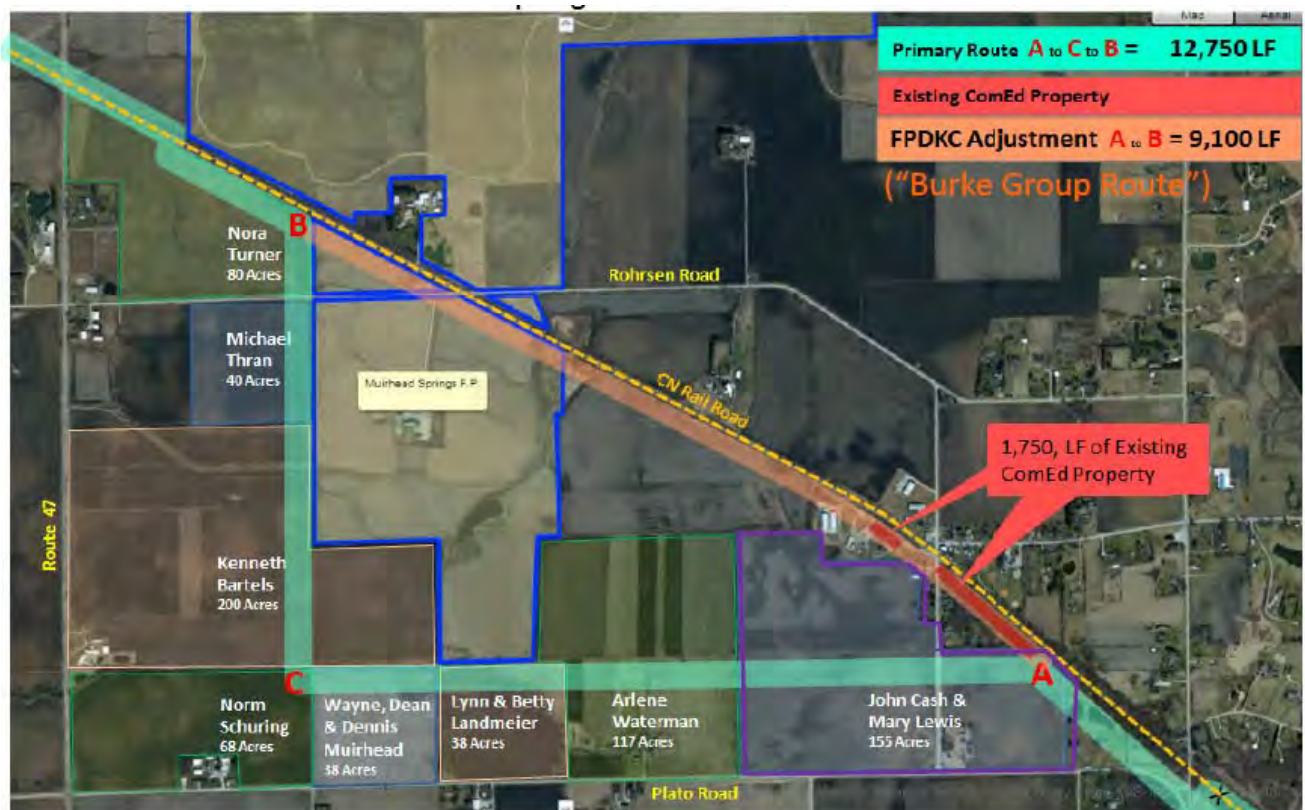 Map Aerial
Primary Route A to C to B = 12,750 LF
Existing ComEd Property
FPDKC Adjustment A to B = 9,100 LF
("Burke Group Route")
B
Nora
Turner
80 Acres
Rohrsen Road
Michael
Thran
40 Acres
Muirhead Springs F.P.
CN Rail Road
1,750, LF of Existing
ComEd Property
Route 47
Kenneth
Bartels
200 Acres
C
A
Norm
Schuring
68 Acres
Wayne, Dean
& Dennis
Muirhead
38 Acres
Lynn & Betty
Landmeier
38 Acres
Arlene
Waterman
117 Acres
John Cash &
Mary Lewis
155 Acres
Plato Road